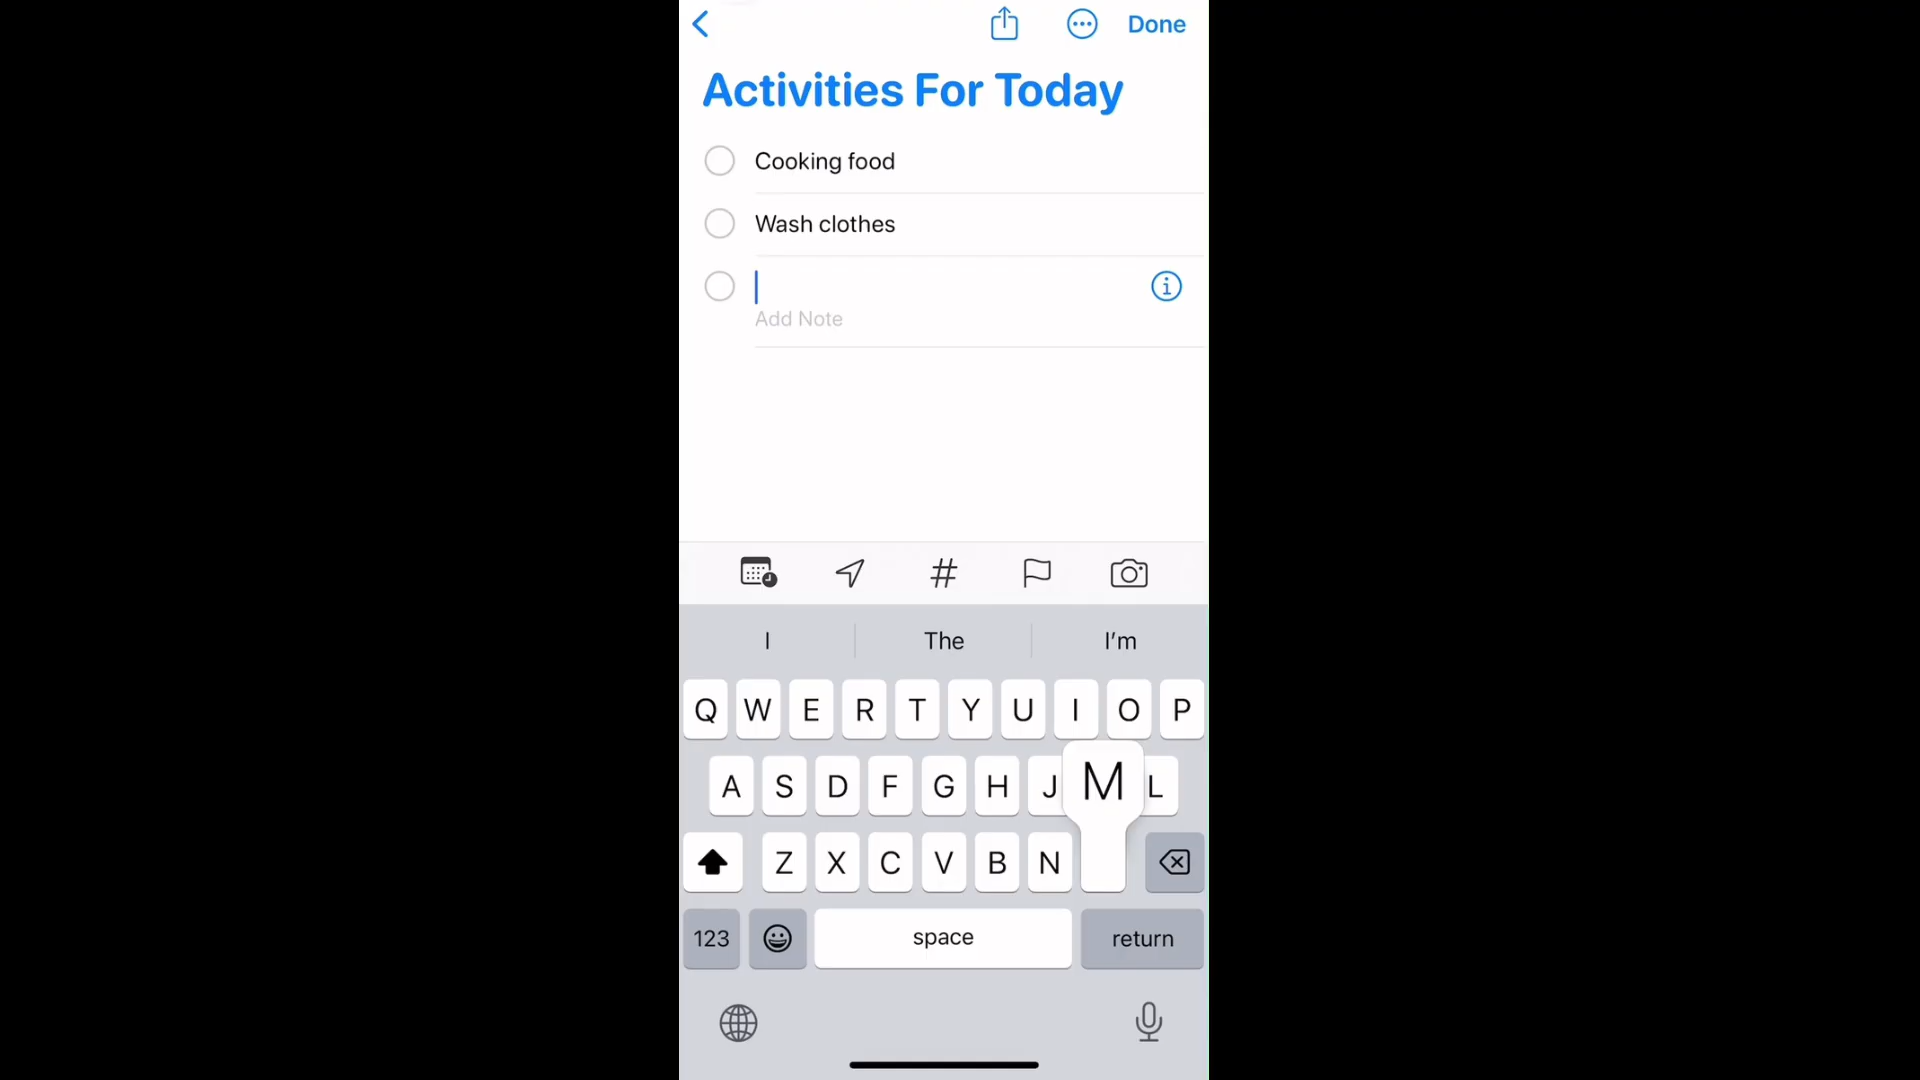 Done
Activities For Today
Cooking food
Wash clothes
Add Note
I The I'm
Q W E R T Y U I O P
A S D F G H J M L
Z X C V B N
123 space return